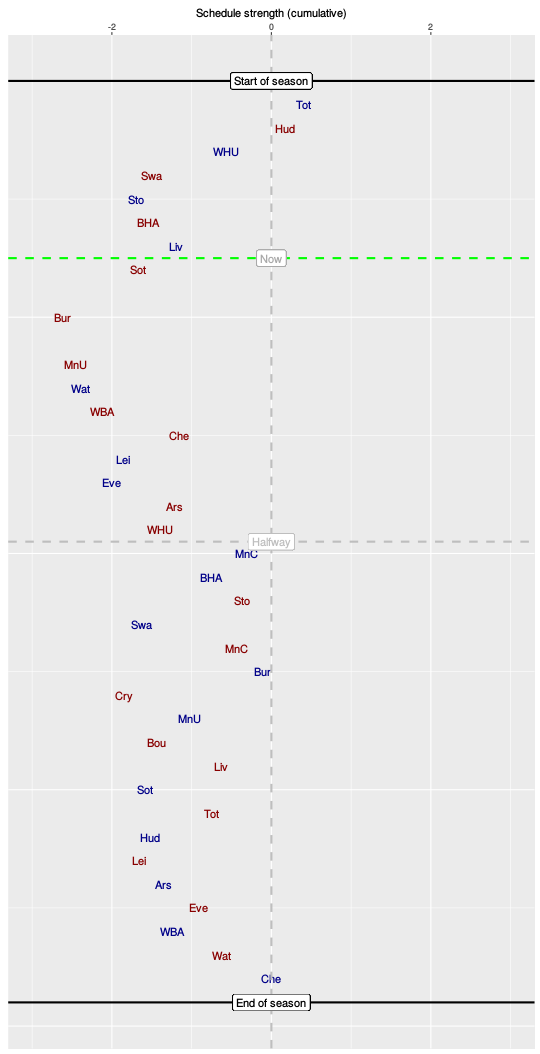 Schedule strength (cumulative)
-2 0 2
Start of season
Tot
Hud
WHU
Swa
Sto
BHA
Liv
Now
Sot
Bur
MnU
Wat
WBA
Che
Lei
Eve
Ars
WHU
Halfway
MnC
BHA
Sto
Swa
MnC
Bur
Cry
MnU
Bou
Liv
Sot
Tot
Hud
Lei
Ars
Eve
WBA
Wat
Che
End of season